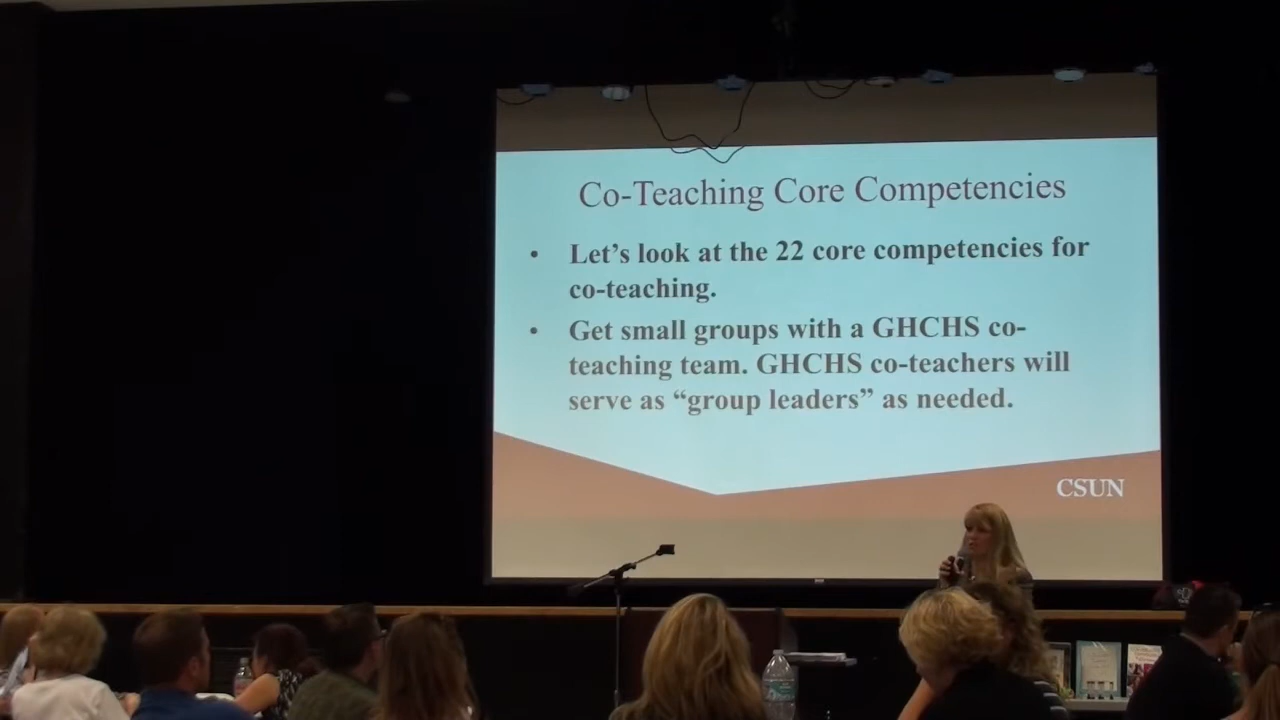 Co-Teaching Core Competencies
• Let's look at the 22 core competencies for
co-teaching.
• Get small groups with a GHCHS co-
teaching team. GHCHS co-teachers will
serve as “group leaders” as needed.
CSUN